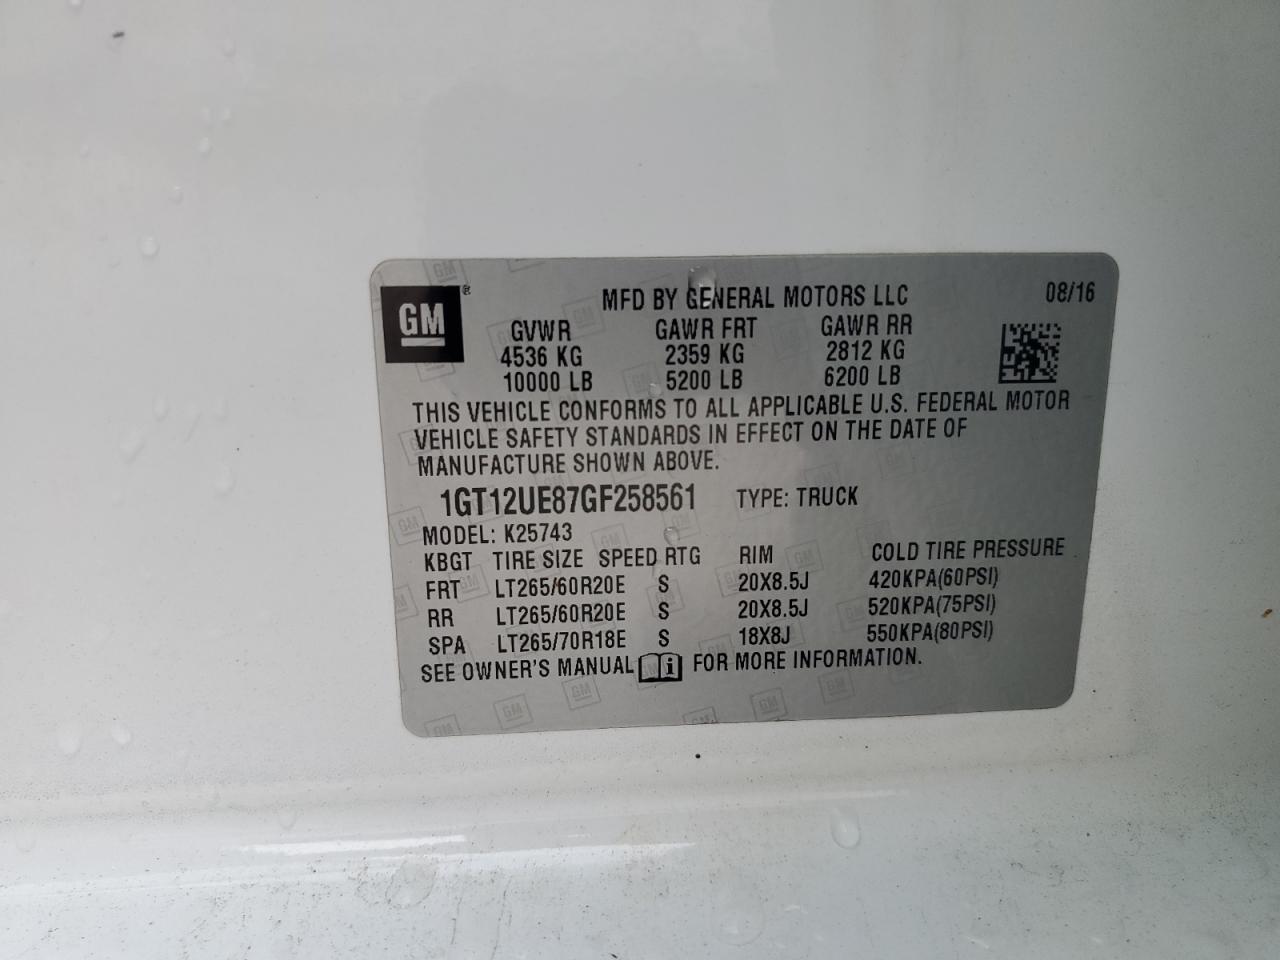 GM ®
MFD BY GENERAL MOTORS LLC 08/16
GVWR GAWR FRT GAWR RR
4536 KG 2359 KG 2812 KG
10000 LB 5200 LB 6200 LB
THIS VEHICLE CONFORMS TO ALL APPLICABLE U.S. FEDERAL MOTOR
VEHICLE SAFETY STANDARDS IN EFFECT ON THE DATE OF
MANUFACTURE SHOWN ABOVE.
1GT12UE87GF258561 TYPE: TRUCK
MODEL: K25743
KBGT TIRE SIZE SPEED RTG RIM COLD TIRE PRESSURE
FRT LT265/60R20E S 20X8.5J 420KPA(60PSI)
RR LT265/60R20E S 20X8.5J 520KPA(75PSI)
SPA LT265/70R18E S 18X8J 550KPA(80PSI)
SEE OWNER'S MANUAL i FOR MORE INFORMATION.